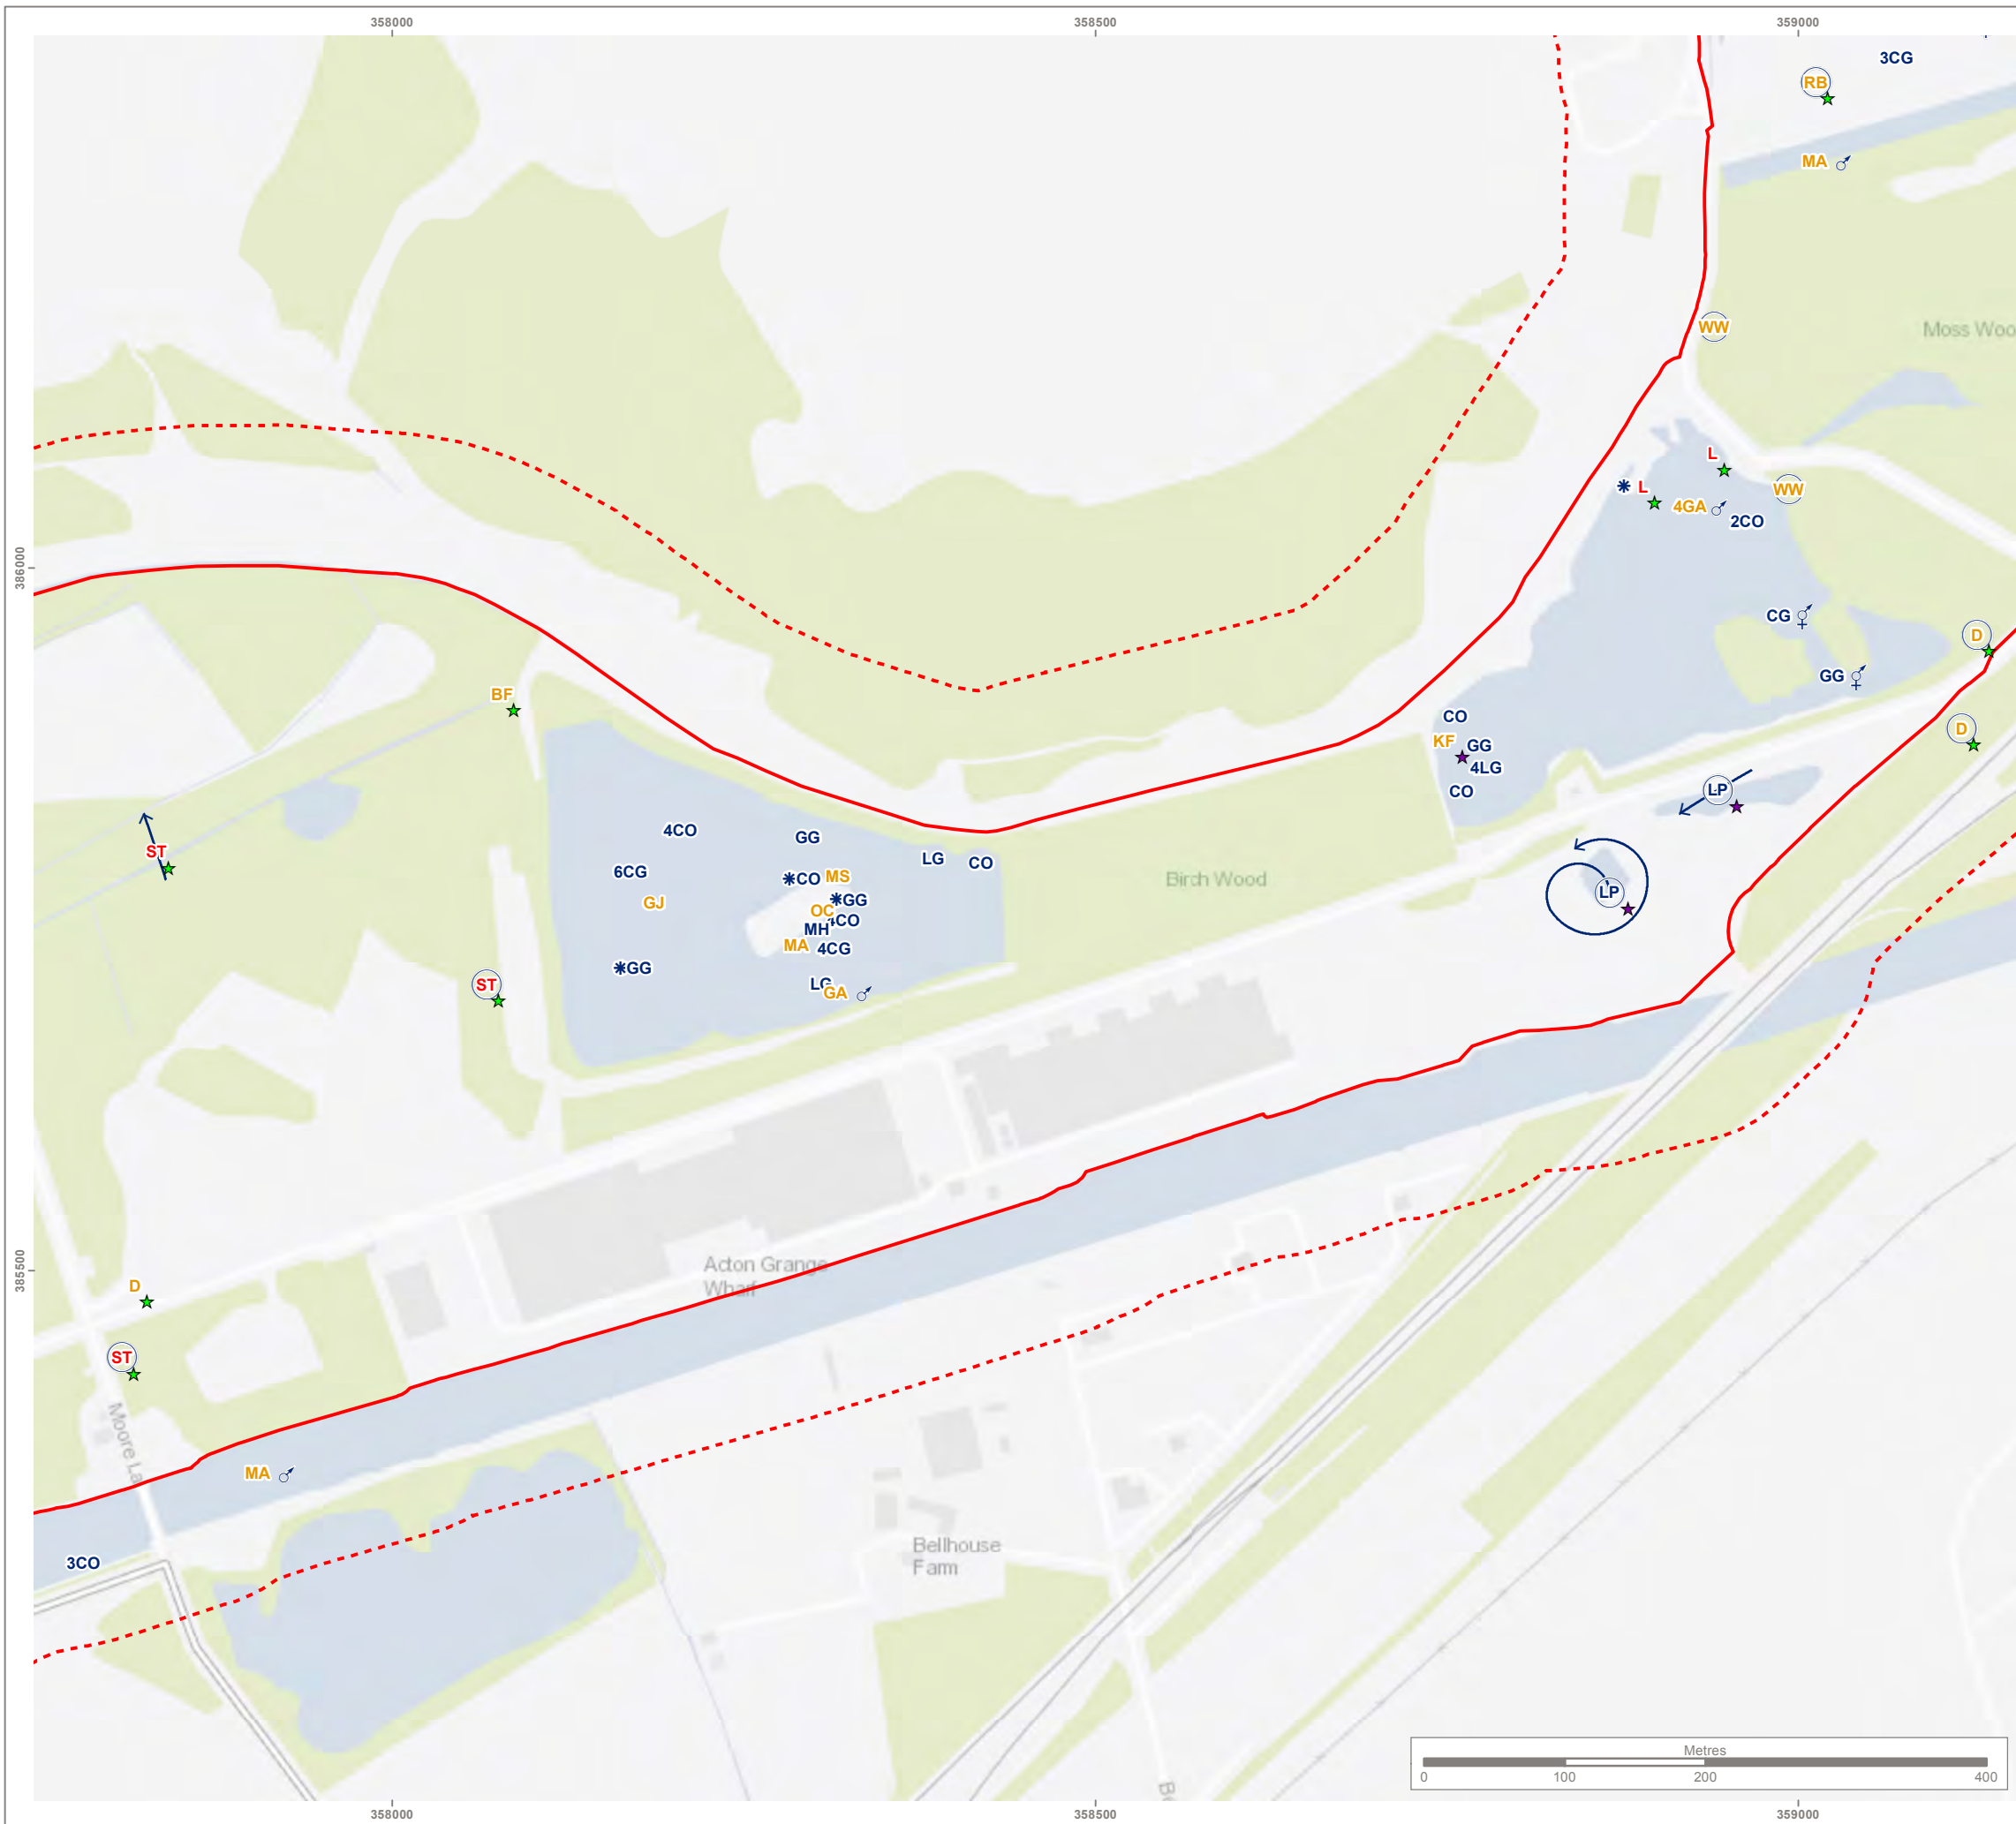 358000
358500
359000
3CG
RB
MA
WW
Moss Woo
L
L
WW
4GA
2CO
386000
CG
D
GG
BF
CO
D
KF
GG
4LG
CO
LP
4CO
GG
ST
LG
CO
6CG
CO
MS
Birch Wood
GJ
GG
LP
OC
4CO
MH
MA
4CG
GG
ST
LG
GA
385500
Acton Grange
Wharf
D
ST
Moore La
MA
3CO
Bellhouse
Farm
Be
Metres
0
100
200
400
358000
358500
359000